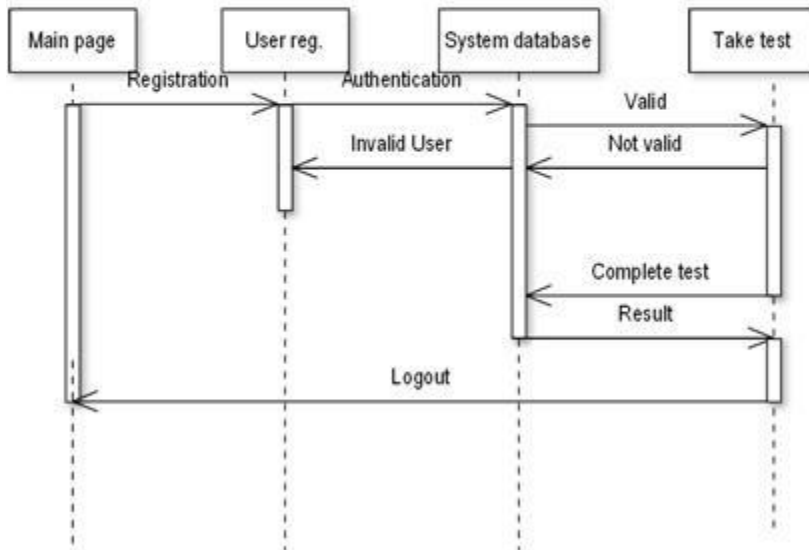 Main page
User reg.
System database
Take test
Registration
Authentication
Valid
Invalid User
Not valid
Complete test
Result
Logout